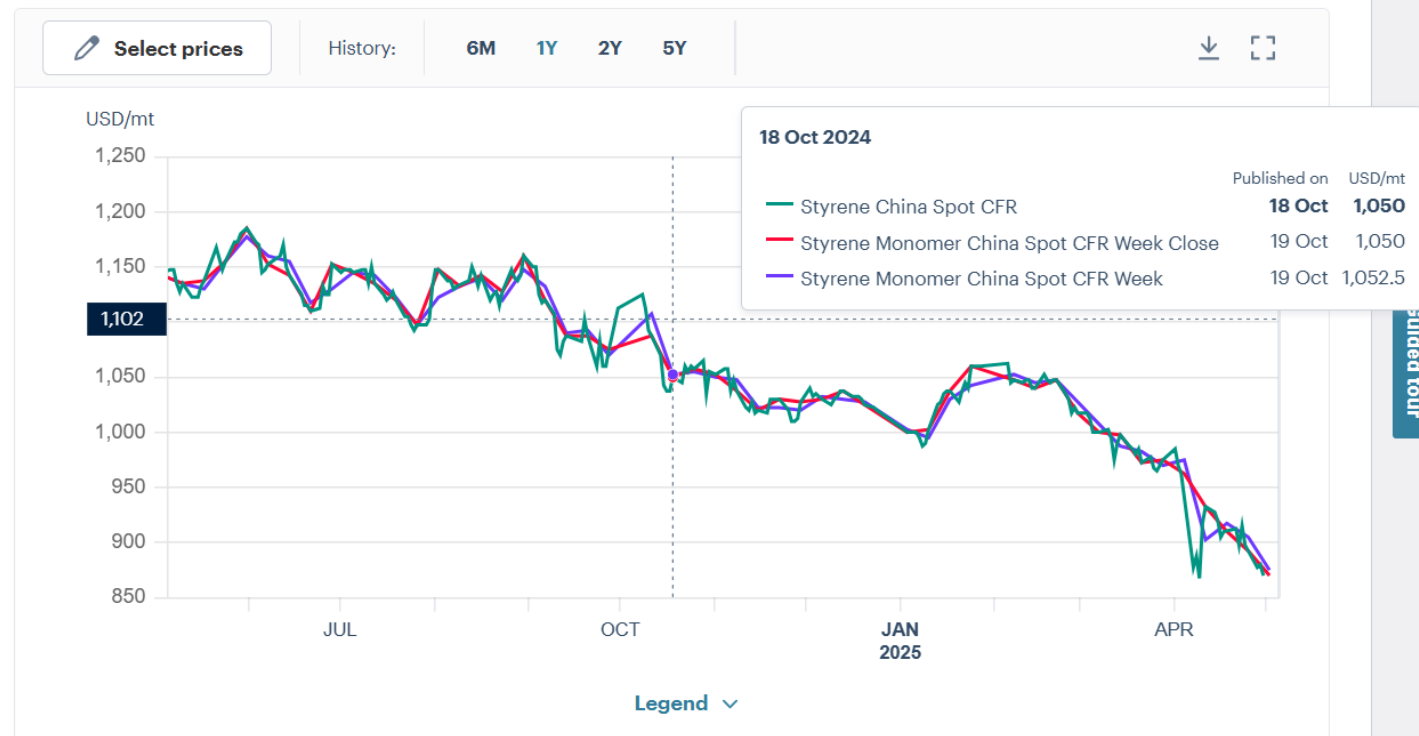 Select prices
History:
6M
1Y
2Y
5Y
USD/mt
1,250
1,200
1,150
1,102
1,050
1,000
950
900
850
JUL
OCT
JAN
2025
APR
18 Oct 2024
Published on USD/mt
Styrene China Spot CFR 18 Oct 1,050
Styrene Monomer China Spot CFR Week Close 19 Oct 1,050
Styrene Monomer China Spot CFR Week 19 Oct 1,052.5
guided tour
Legend